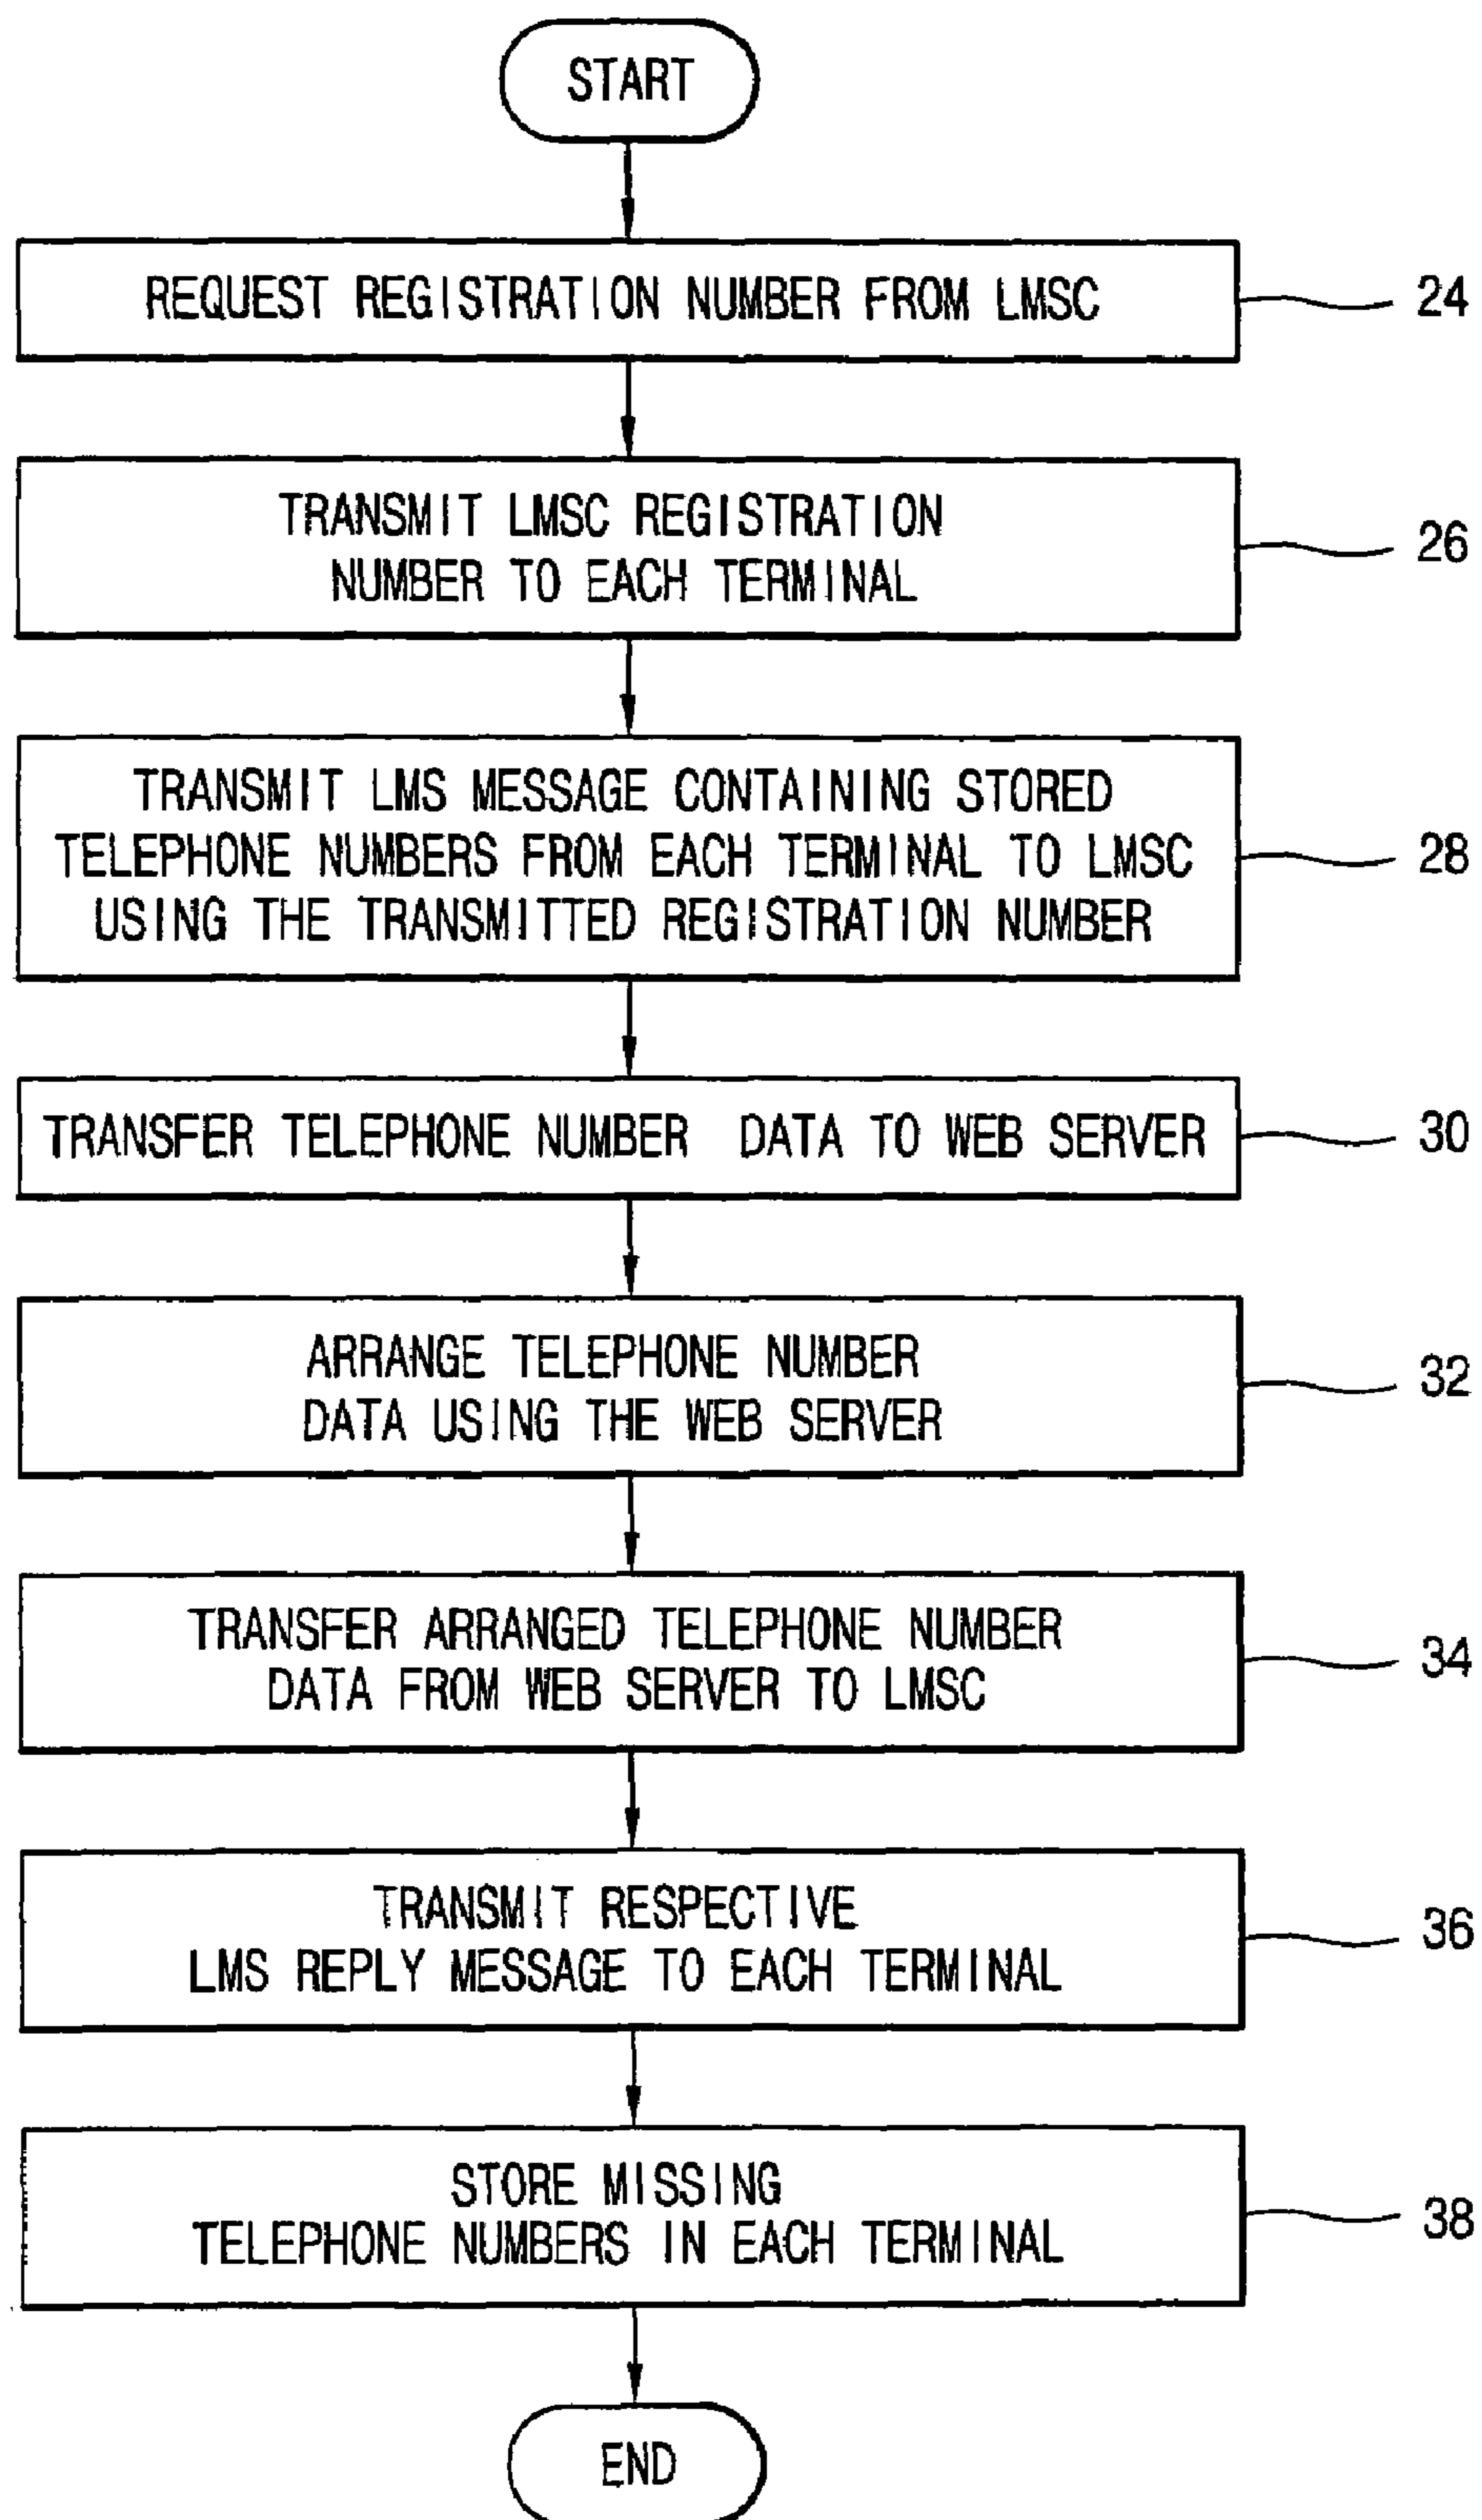 START
REQUEST REGISTRATION NUMBER FROM LMSC
24
TRANSMIT LMSC REGISTRATION
NUMBER TO EACH TERMINAL
26
TRANSMIT LMS MESSAGE CONTAINING STORED
TELEPHONE NUMBERS FROM EACH TERMINAL TO LMSC
USING THE TRANSMITTED REGISTRATION NUMBER
28
TRANSFER TELEPHONE NUMBER DATA TO WEB SERVER
30
ARRANGE TELEPHONE NUMBER
DATA USING THE WEB SERVER
32
TRANSFER ARRANGED TELEPHONE NUMBER
DATA FROM WEB SERVER TO LMSC
34
TRANSMIT RESPECTIVE
LMS REPLY MESSAGE TO EACH TERMINAL
36
STORE MISSING
TELEPHONE NUMBERS IN EACH TERMINAL
38
END